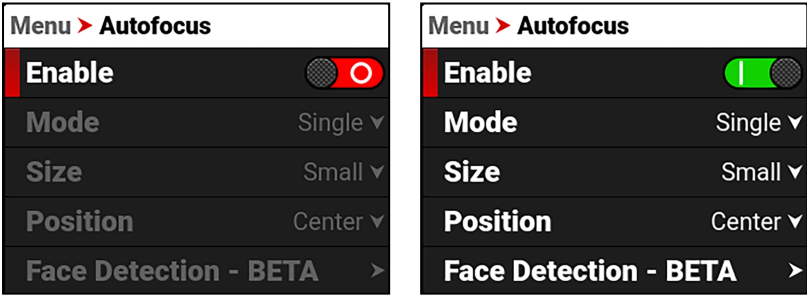 Menu ➤ Autofocus
Enable
Mode Single
Size Small
Position Center
Face Detection - BETA
Menu ➤ Autofocus
Enable
Mode Single
Size Small
Position Center
Face Detection - BETA